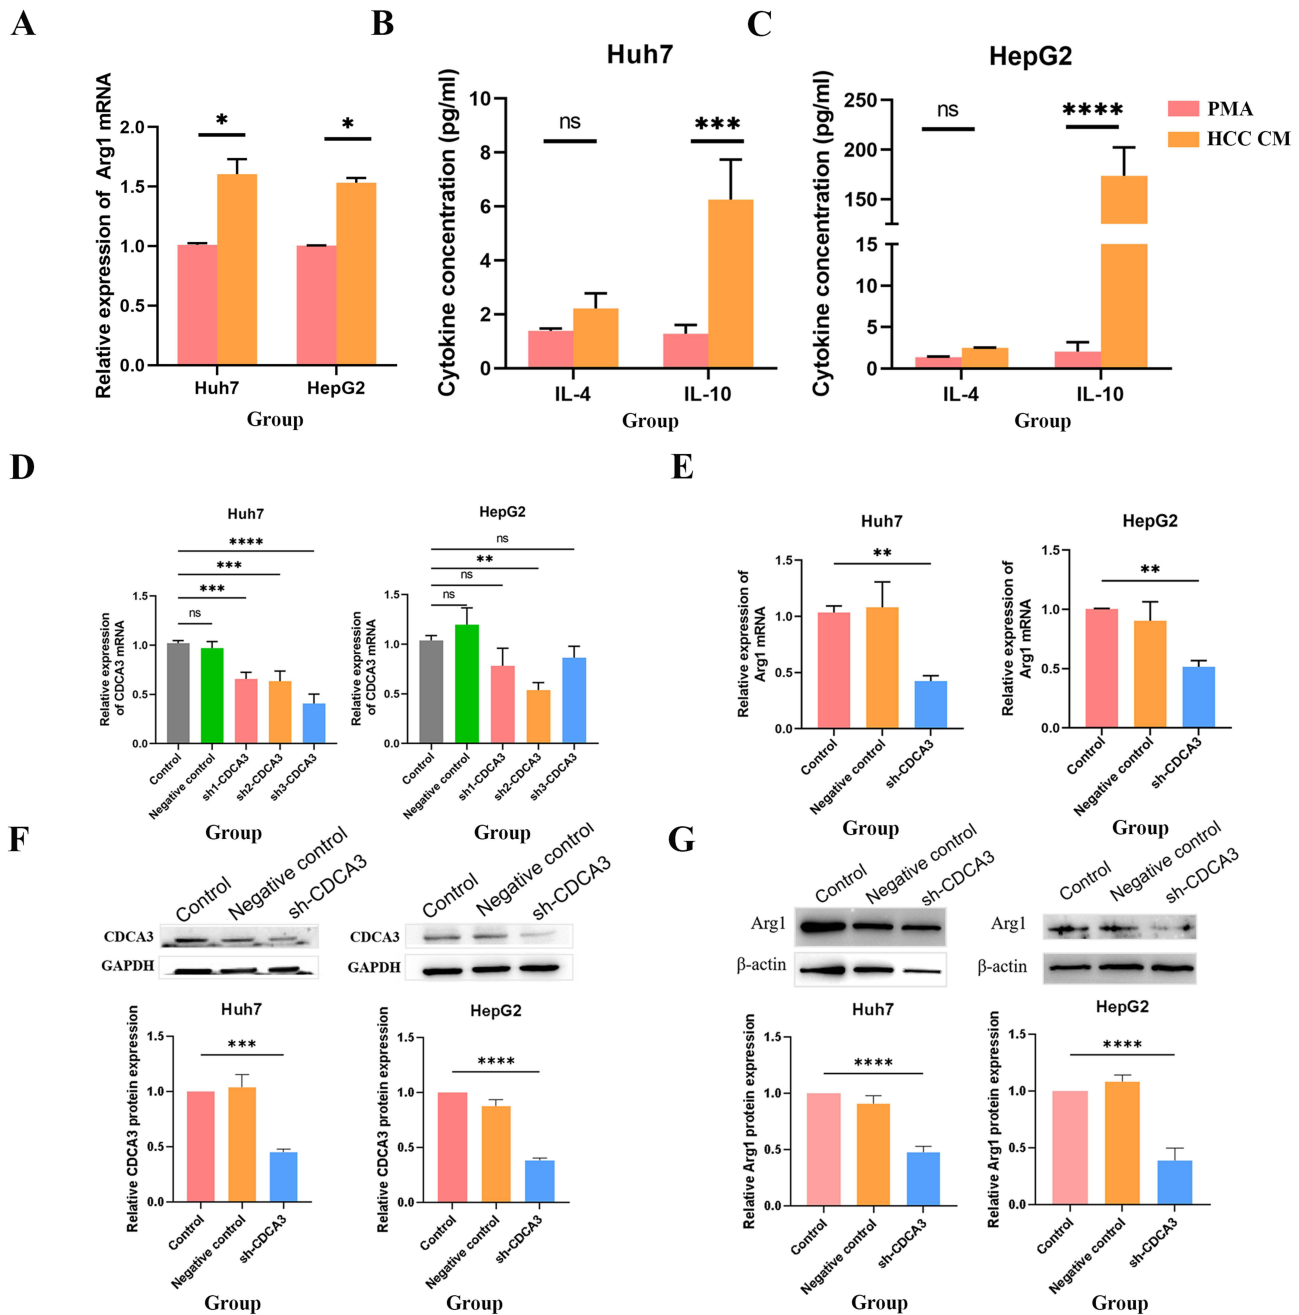 A
Relative expression of Arg1 mRNA
2.0
1.5
1.0
0.5
0.0
*
*
Huh7
HepG2
Group
B
Huh7
Cytokine concentration (pg/ml)
10
8
6
4
2
0
ns
***
IL-4
IL-10
Group
C
HepG2
Cytokine concentration (pg/ml)
250
200
150
15
10
5
0
ns
****
IL-4
IL-10
Group
PMA
HCC CM
D
Huh7
Relative expression
of CDCA3 mRNA
1.5
1.0
0.5
0.0
****
***
***
ns
Control
Negative control
sh1-CDCA3
sh2-CDCA3
sh3-CDCA3
Group
HepG2
Relative expression
of CDCA3 mRNA
1.5
1.0
0.5
0.0
ns
**
ns
ns
Control
Negative control
sh1-CDCA3
sh2-CDCA3
sh3-CDCA3
Group
E
Huh7
Relative expression of
Arg1 mRNA
1.5
1.0
0.5
0.0
**
Control
Negative control
sh-CDCA3
Group
HepG2
Relative expression of
Arg1 mRNA
1.5
1.0
0.5
0.0
**
Control
Negative control
sh-CDCA3
Group
F
Control
Negative control
sh-CDCA3
CDCA3
GAPDH
Huh7
Relative CDCA3 protein expression
1.5
1.0
0.5
0.0
***
Control
Negative control
sh-CDCA3
Group
Control
Negative control
sh-CDCA3
CDCA3
GAPDH
HepG2
Relative CDCA3 protein expression
1.5
1.0
0.5
0.0
****
Control
Negative control
sh-CDCA3
Group
G
Control
Negative control
sh-CDCA3
Arg1
β-actin
Huh7
Relative Arg1 protein expression
1.5
1.0
0.5
0.0
****
Control
Negative control
sh-CDCA3
Group
Control
Negative control
sh-CDCA3
Arg1
β-actin
HepG2
Relative Arg1 protein expression
1.5
1.0
0.5
0.0
****
Control
Negative control
sh-CDCA3
Group